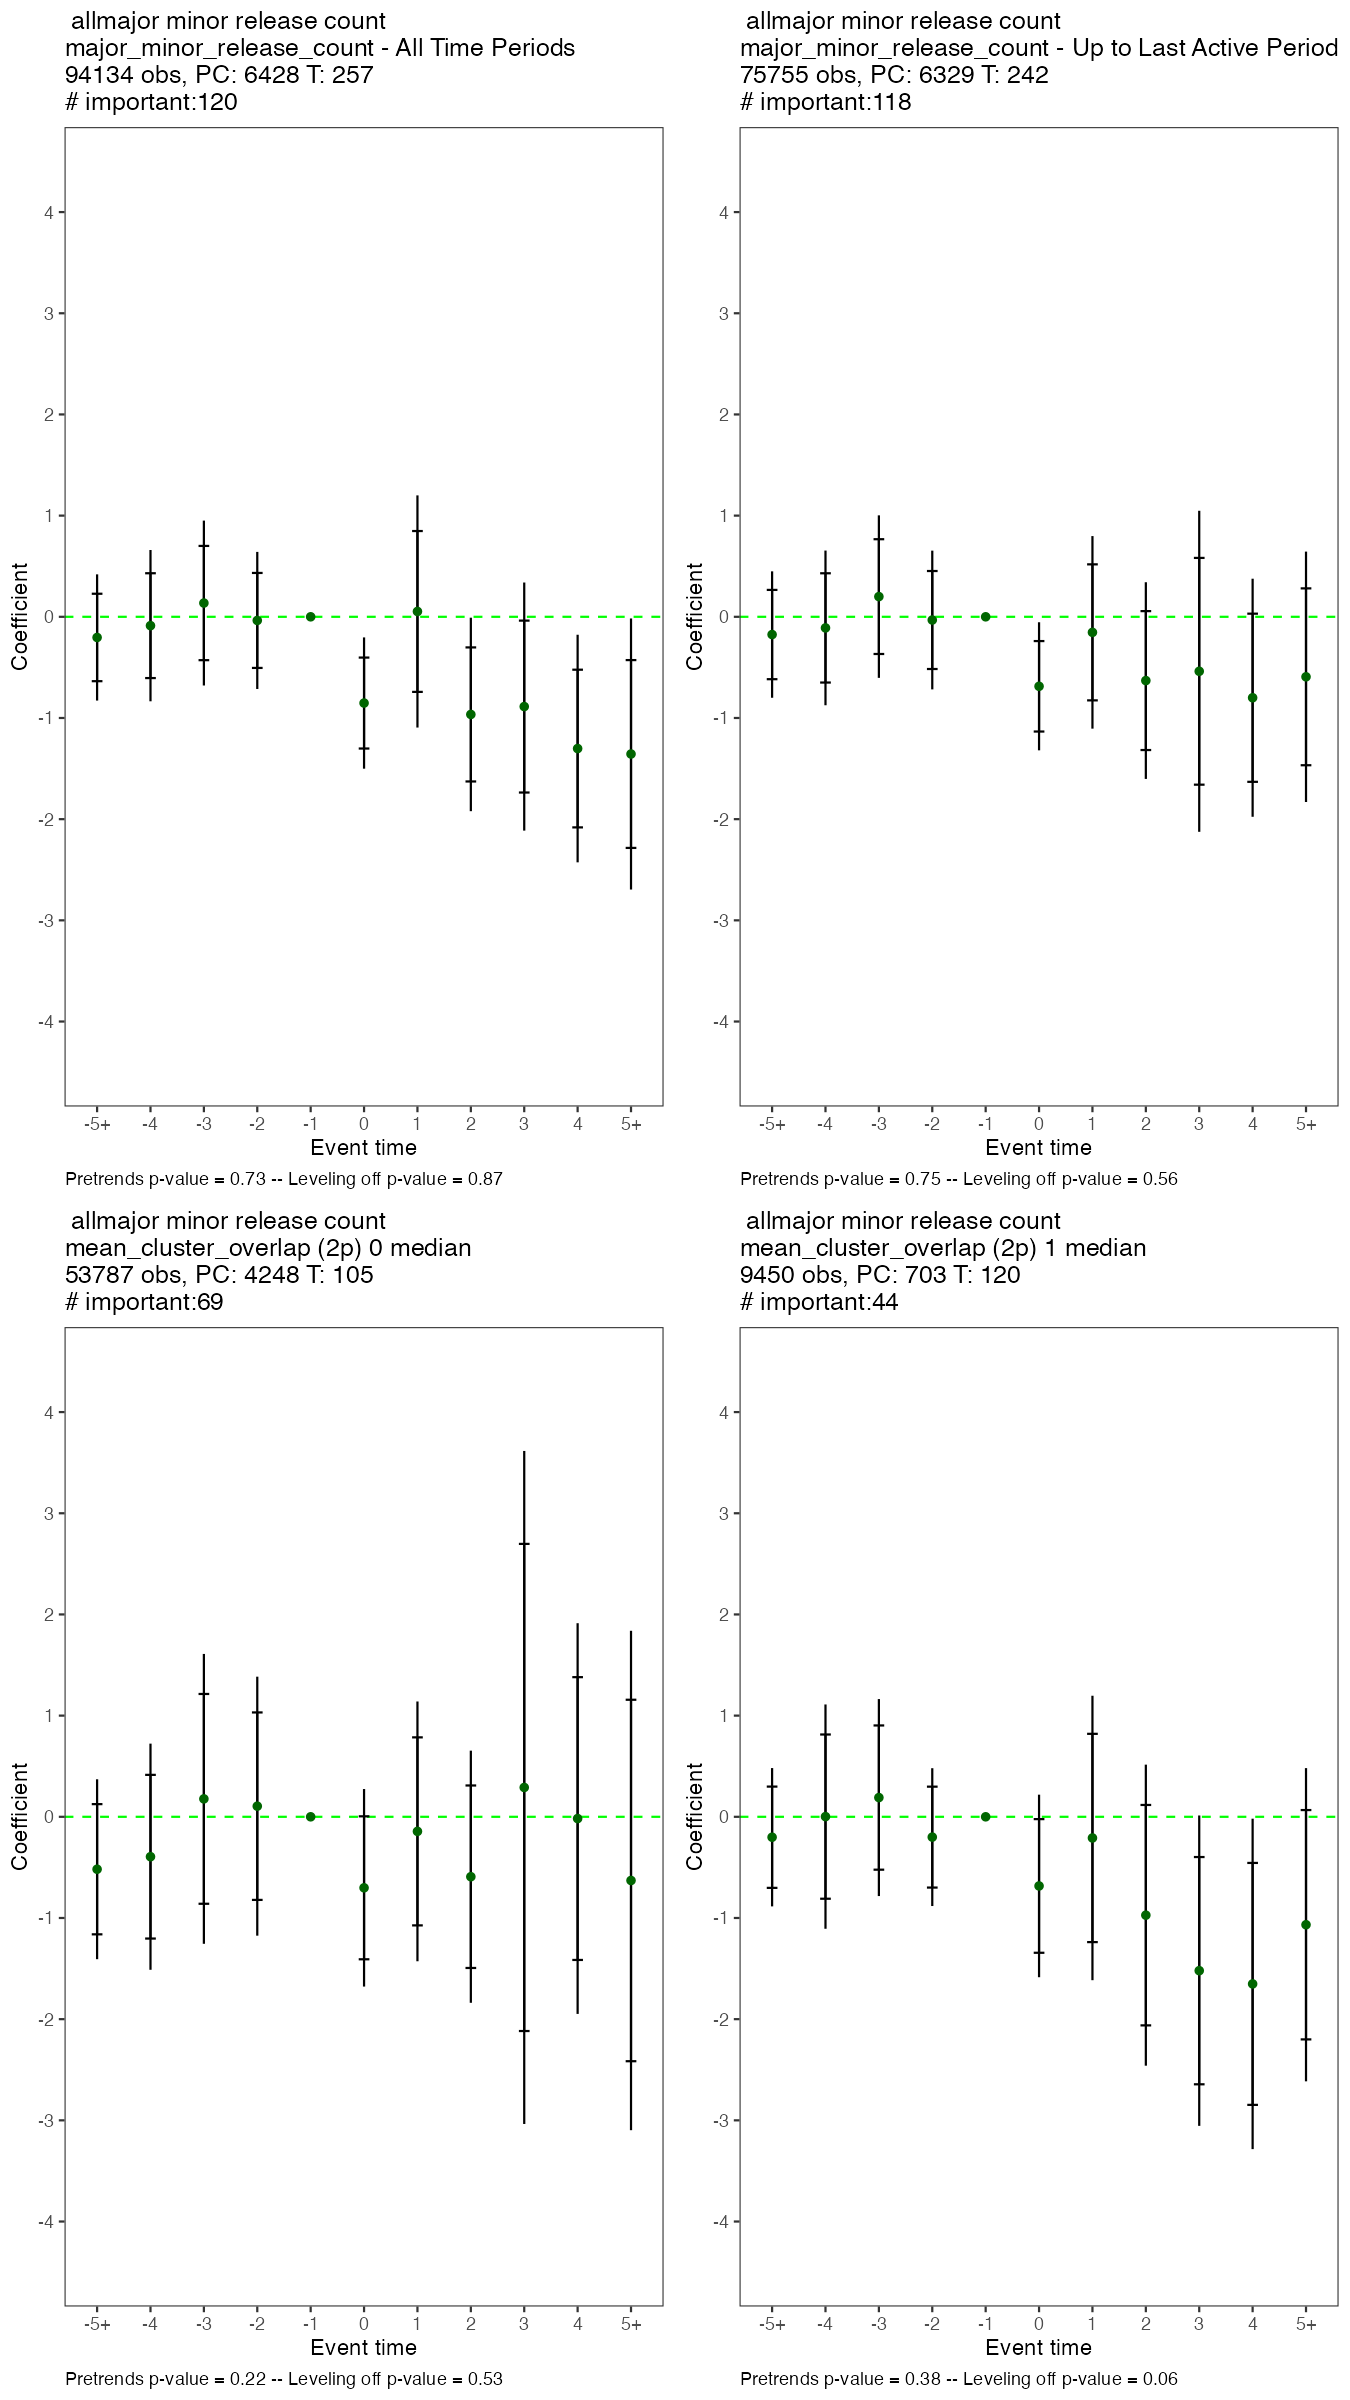 allmajor minor release count
major_minor_release_count - All Time Periods
94134 obs, PC: 6428 T: 257
# important:120
4
3
2
1
0
-1
-2
-3
-4
Coefficient
-5+ -4 -3 -2 -1 0 1 2 3 4 5+
Event time
Pretrends p-value = 0.73 -- Leveling off p-value = 0.87
allmajor minor release count
major_minor_release_count - Up to Last Active Period
75755 obs, PC: 6329 T: 242
# important:118
4
3
2
1
0
-1
-2
-3
-4
Coefficient
-5+ -4 -3 -2 -1 0 1 2 3 4 5+
Event time
Pretrends p-value = 0.75 -- Leveling off p-value = 0.56
allmajor minor release count
mean_cluster_overlap (2p) 0 median
53787 obs, PC: 4248 T: 105
# important:69
4
3
2
1
0
-1
-2
-3
-4
Coefficient
-5+ -4 -3 -2 -1 0 1 2 3 4 5+
Event time
Pretrends p-value = 0.22 -- Leveling off p-value = 0.53
allmajor minor release count
mean_cluster_overlap (2p) 1 median
9450 obs, PC: 703 T: 120
# important:44
4
3
2
1
0
-1
-2
-3
-4
Coefficient
-5+ -4 -3 -2 -1 0 1 2 3 4 5+
Event time
Pretrends p-value = 0.38 -- Leveling off p-value = 0.06